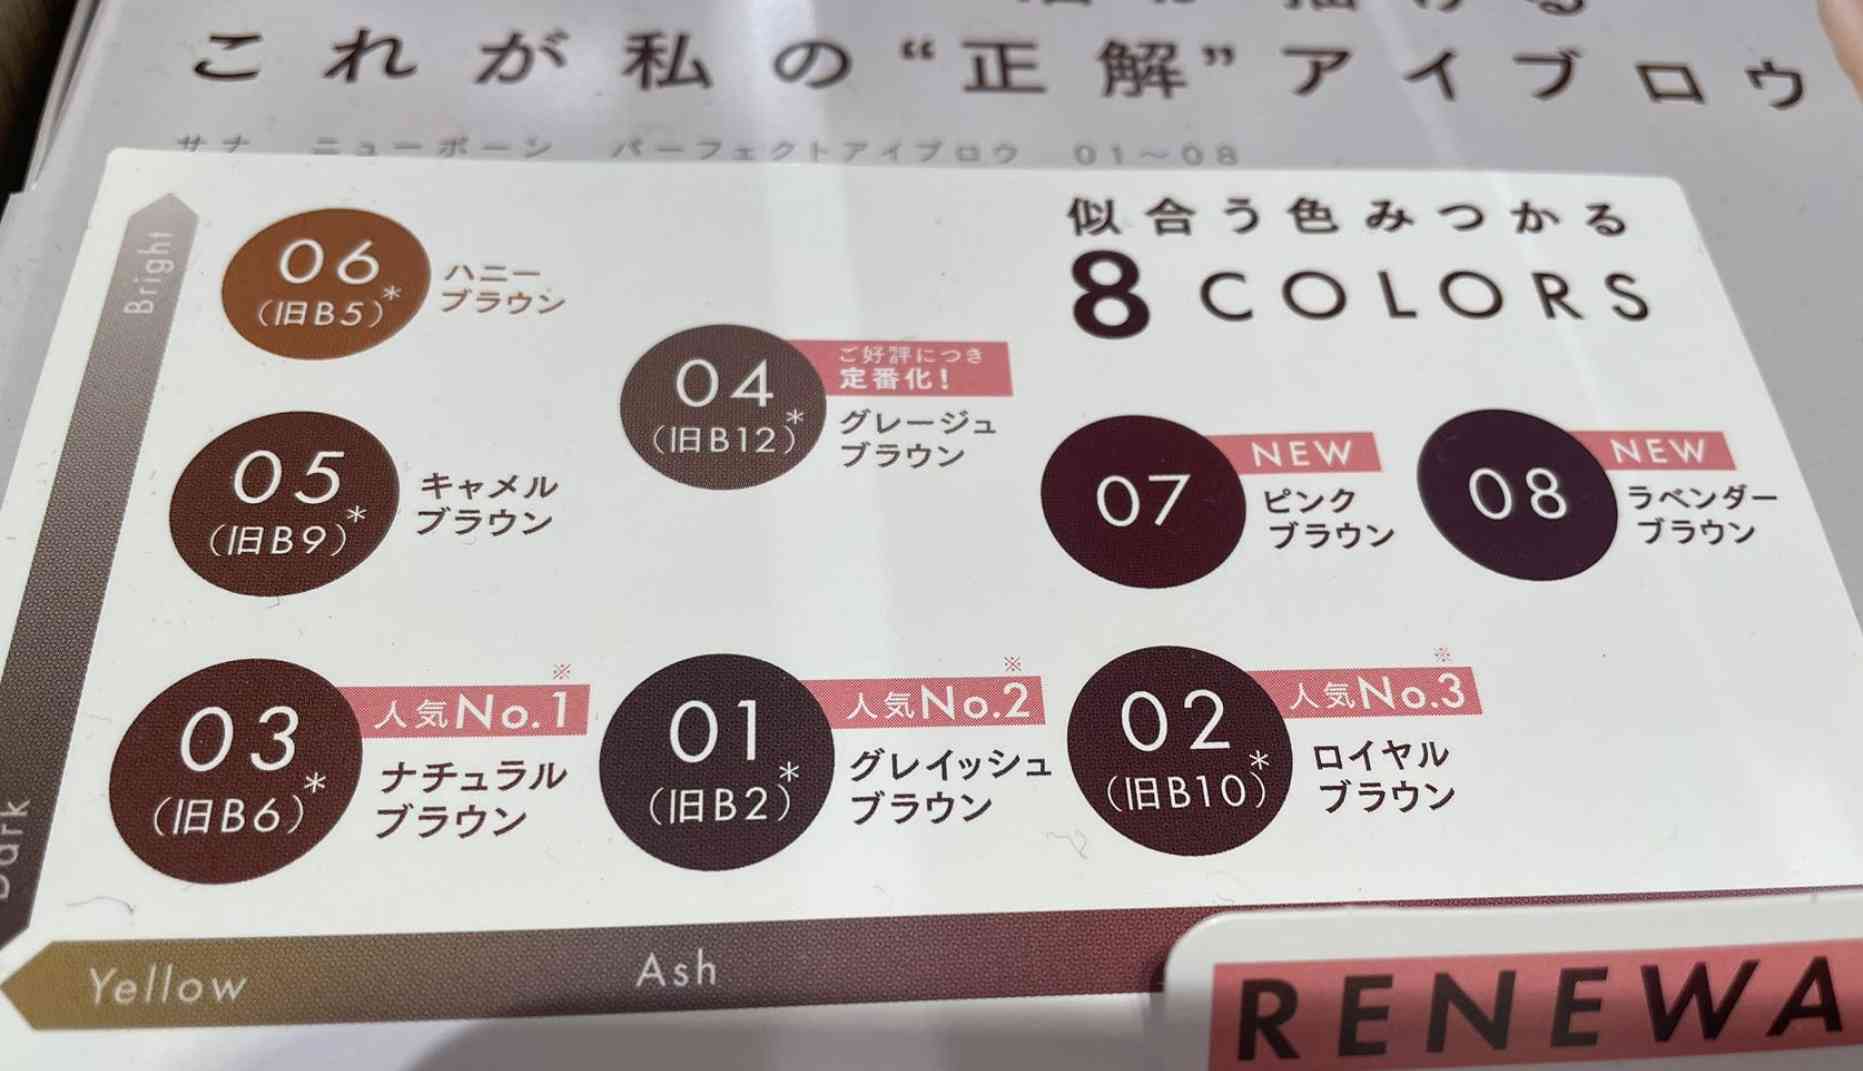 これが私の“正解”アイブロウ
サナ ニューボーン パーフェクトアイブロウ 01〜08
似合う色みつかる
8 COLORS
Bright
06
(旧B5)*
ハニー
ブラウン
04
(旧B12)*
ご好評につき
定番化!
グレージュ
ブラウン
05
(旧B9)*
キャメル
ブラウン
07
NEW
ピンク
ブラウン
08
NEW
ラベンダー
ブラウン
03
(旧B6)*
人気No.1※
ナチュラル
ブラウン
01
(旧B2)*
人気No.2※
グレイッシュ
ブラウン
02
(旧B10)*
人気No.3※
ロイヤル
ブラウン
Dark
Yellow
Ash
RENEWA